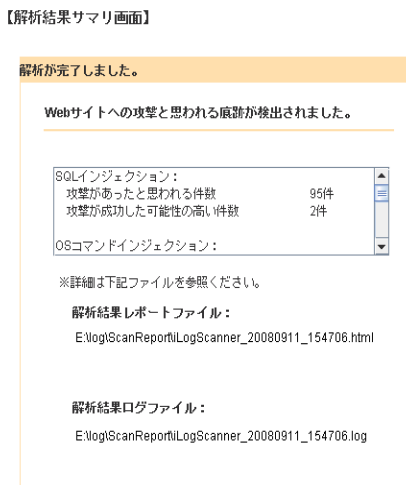 【解析結果サマリ画面】
解析が完了しました。
Webサイトへの攻撃と思われる痕跡が検出されました。
SQLインジェクション：
攻撃があったと思われる件数 95件
攻撃が成功した可能性の高い件数 2件
OSコマンドインジェクション：
※詳細は下記ファイルを参照ください。
解析結果レポートファイル：
E:\log\ScanReport\iLogScanner_20080911_154706.html
解析結果ログファイル：
E:\log\ScanReport\iLogScanner_20080911_154706.log